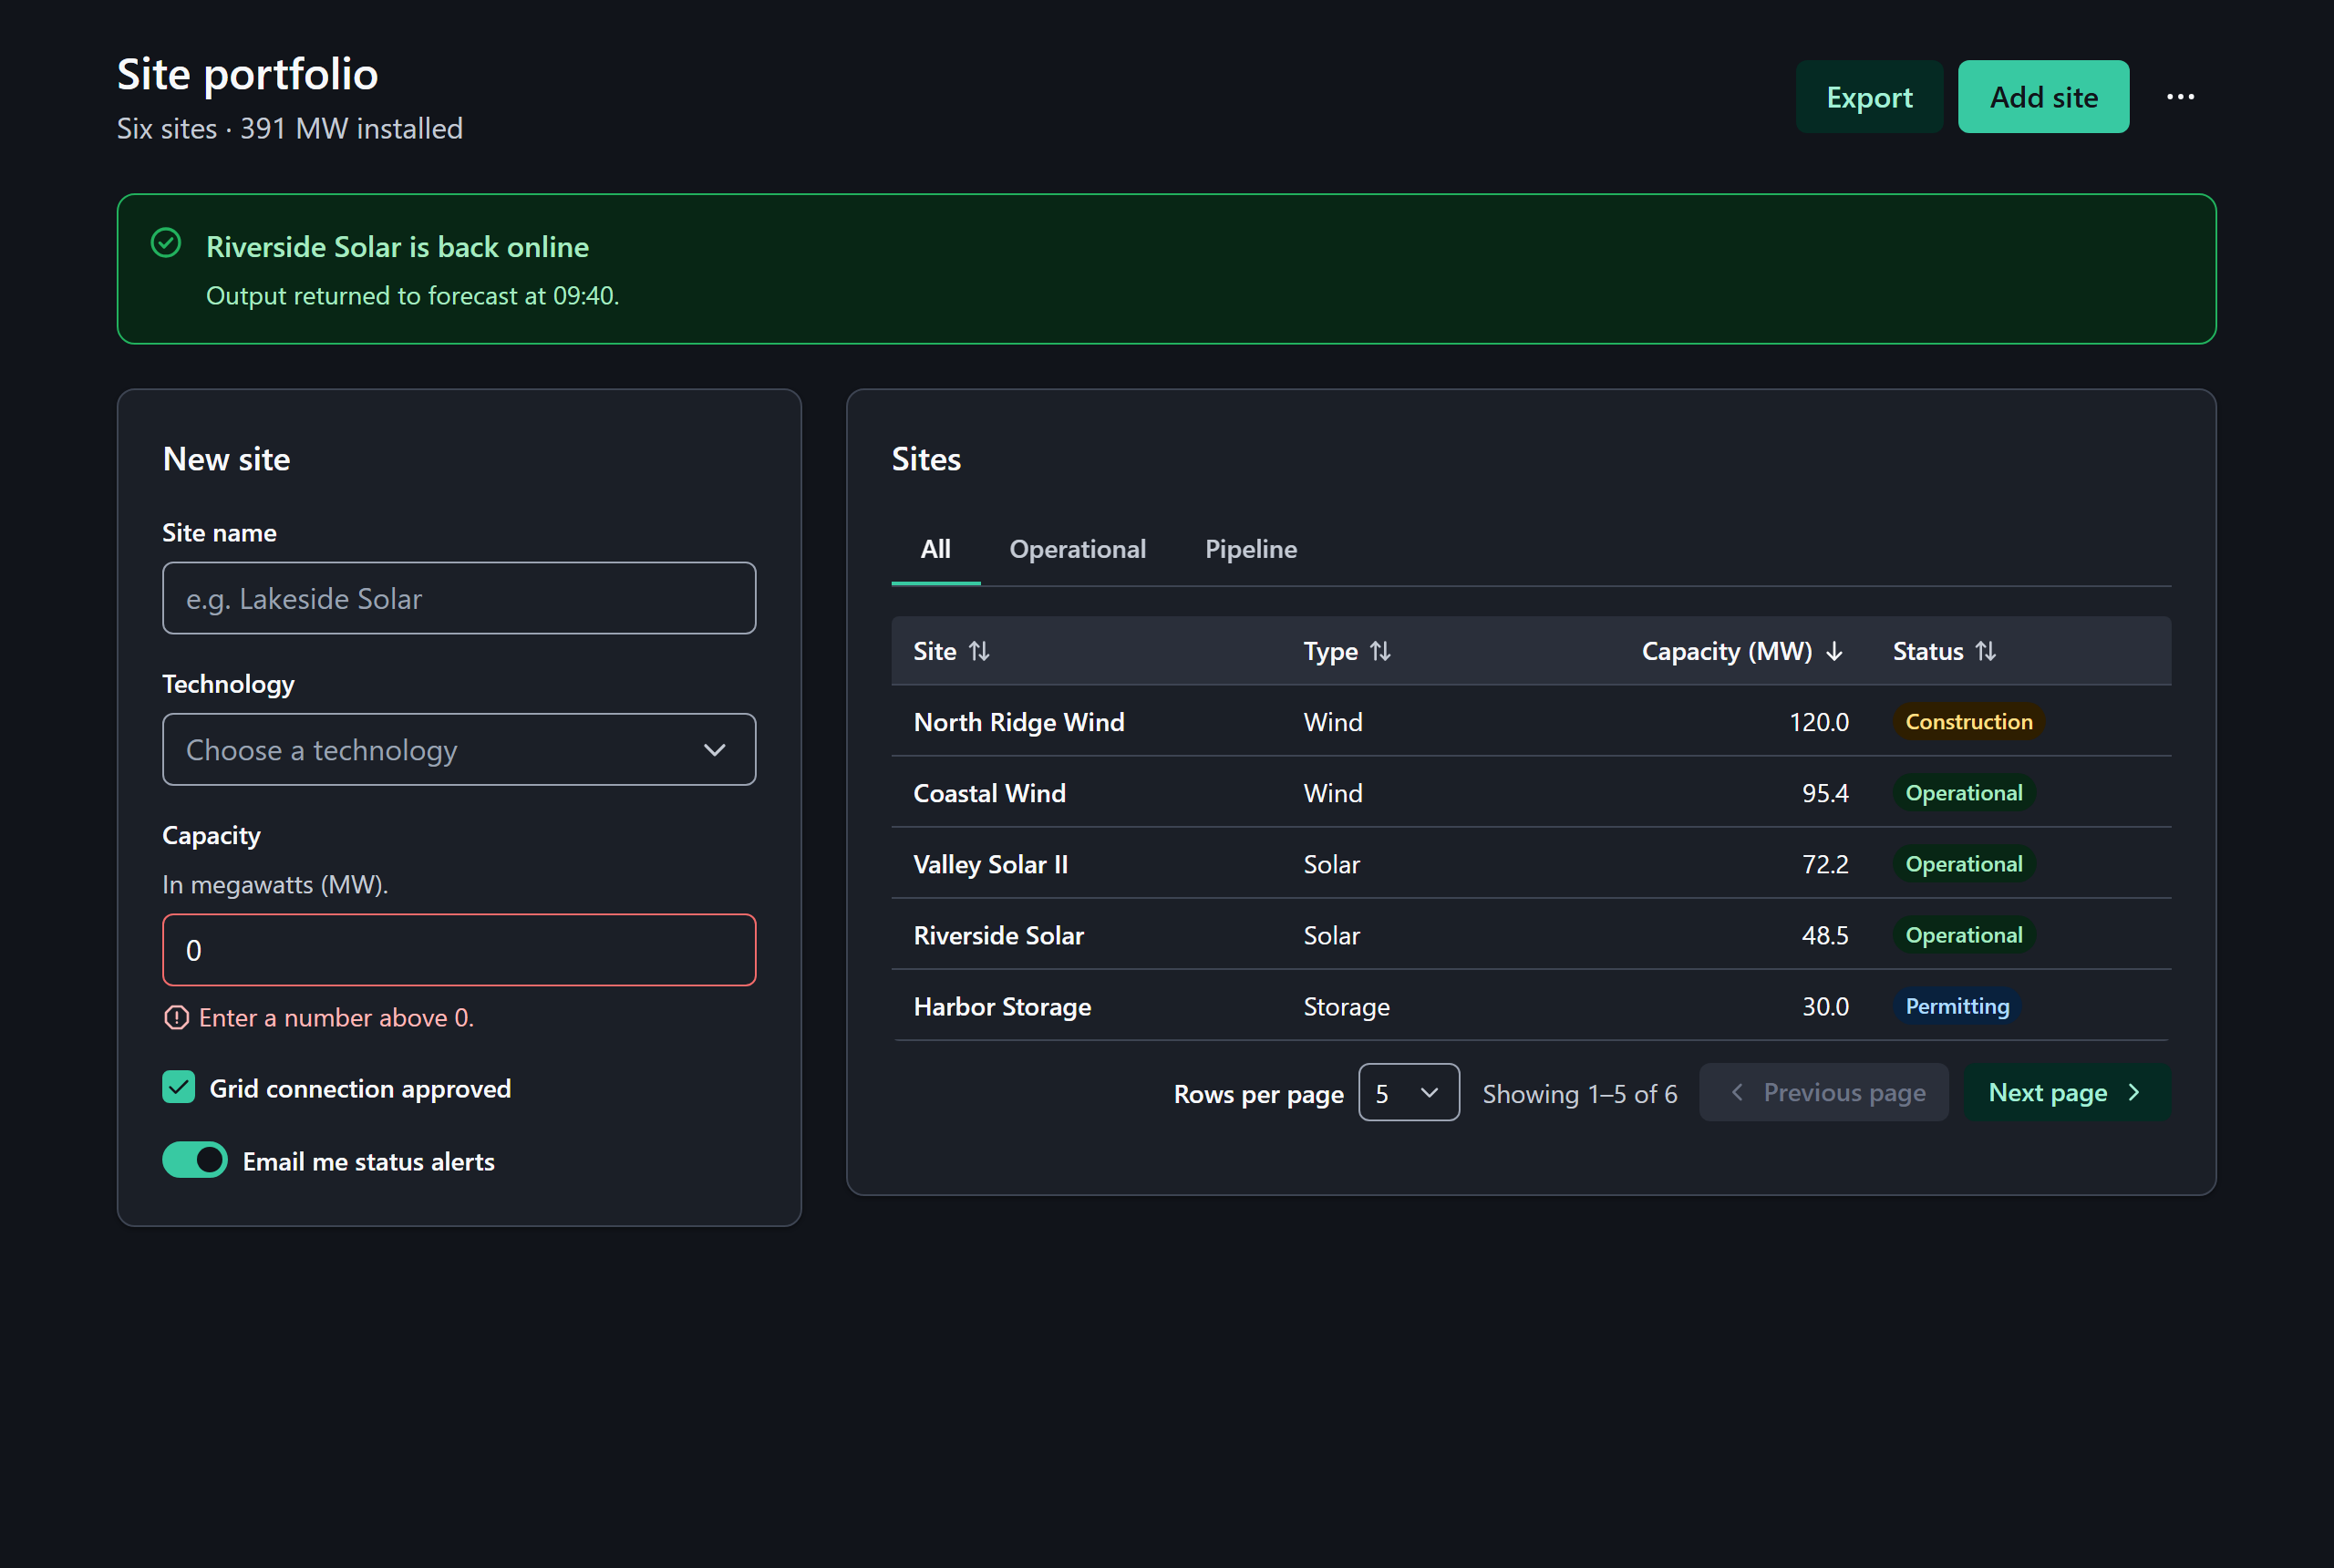 Site portfolio
Six sites · 391 MW installed
Export
Add site
Riverside Solar is back online
Output returned to forecast at 09:40.
New site
Site name
e.g. Lakeside Solar
Technology
Choose a technology
Capacity
In megawatts (MW).
0
Enter a number above 0.
Grid connection approved
Email me status alerts
Sites
All Operational Pipeline
Site Type Capacity (MW) Status
North Ridge Wind Wind 120.0 Construction
Coastal Wind Wind 95.4 Operational
Valley Solar II Solar 72.2 Operational
Riverside Solar Solar 48.5 Operational
Harbor Storage Storage 30.0 Permitting
Rows per page 5 Showing 1–5 of 6 Previous page Next page